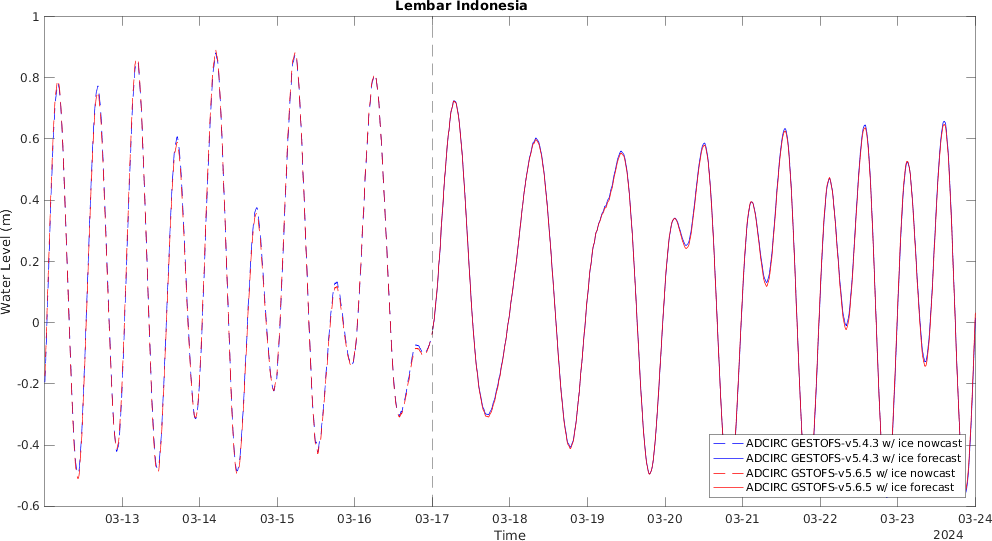 Lembar Indonesia
1
0.8
0.6
0.4
0.2
0
-0.2
-0.4
-0.6
Water Level (m)
ADCIRC GESTOFS-v5.4.3 w/ ice nowcast
ADCIRC GESTOFS-v5.4.3 w/ ice forecast
ADCIRC GSTOFS-v5.6.5 w/ ice nowcast
ADCIRC GSTOFS-v5.6.5 w/ ice forecast
03-13 03-14 03-15 03-16 03-17 03-18 03-19 03-20 03-21 03-22 03-23 03-24
Time
2024